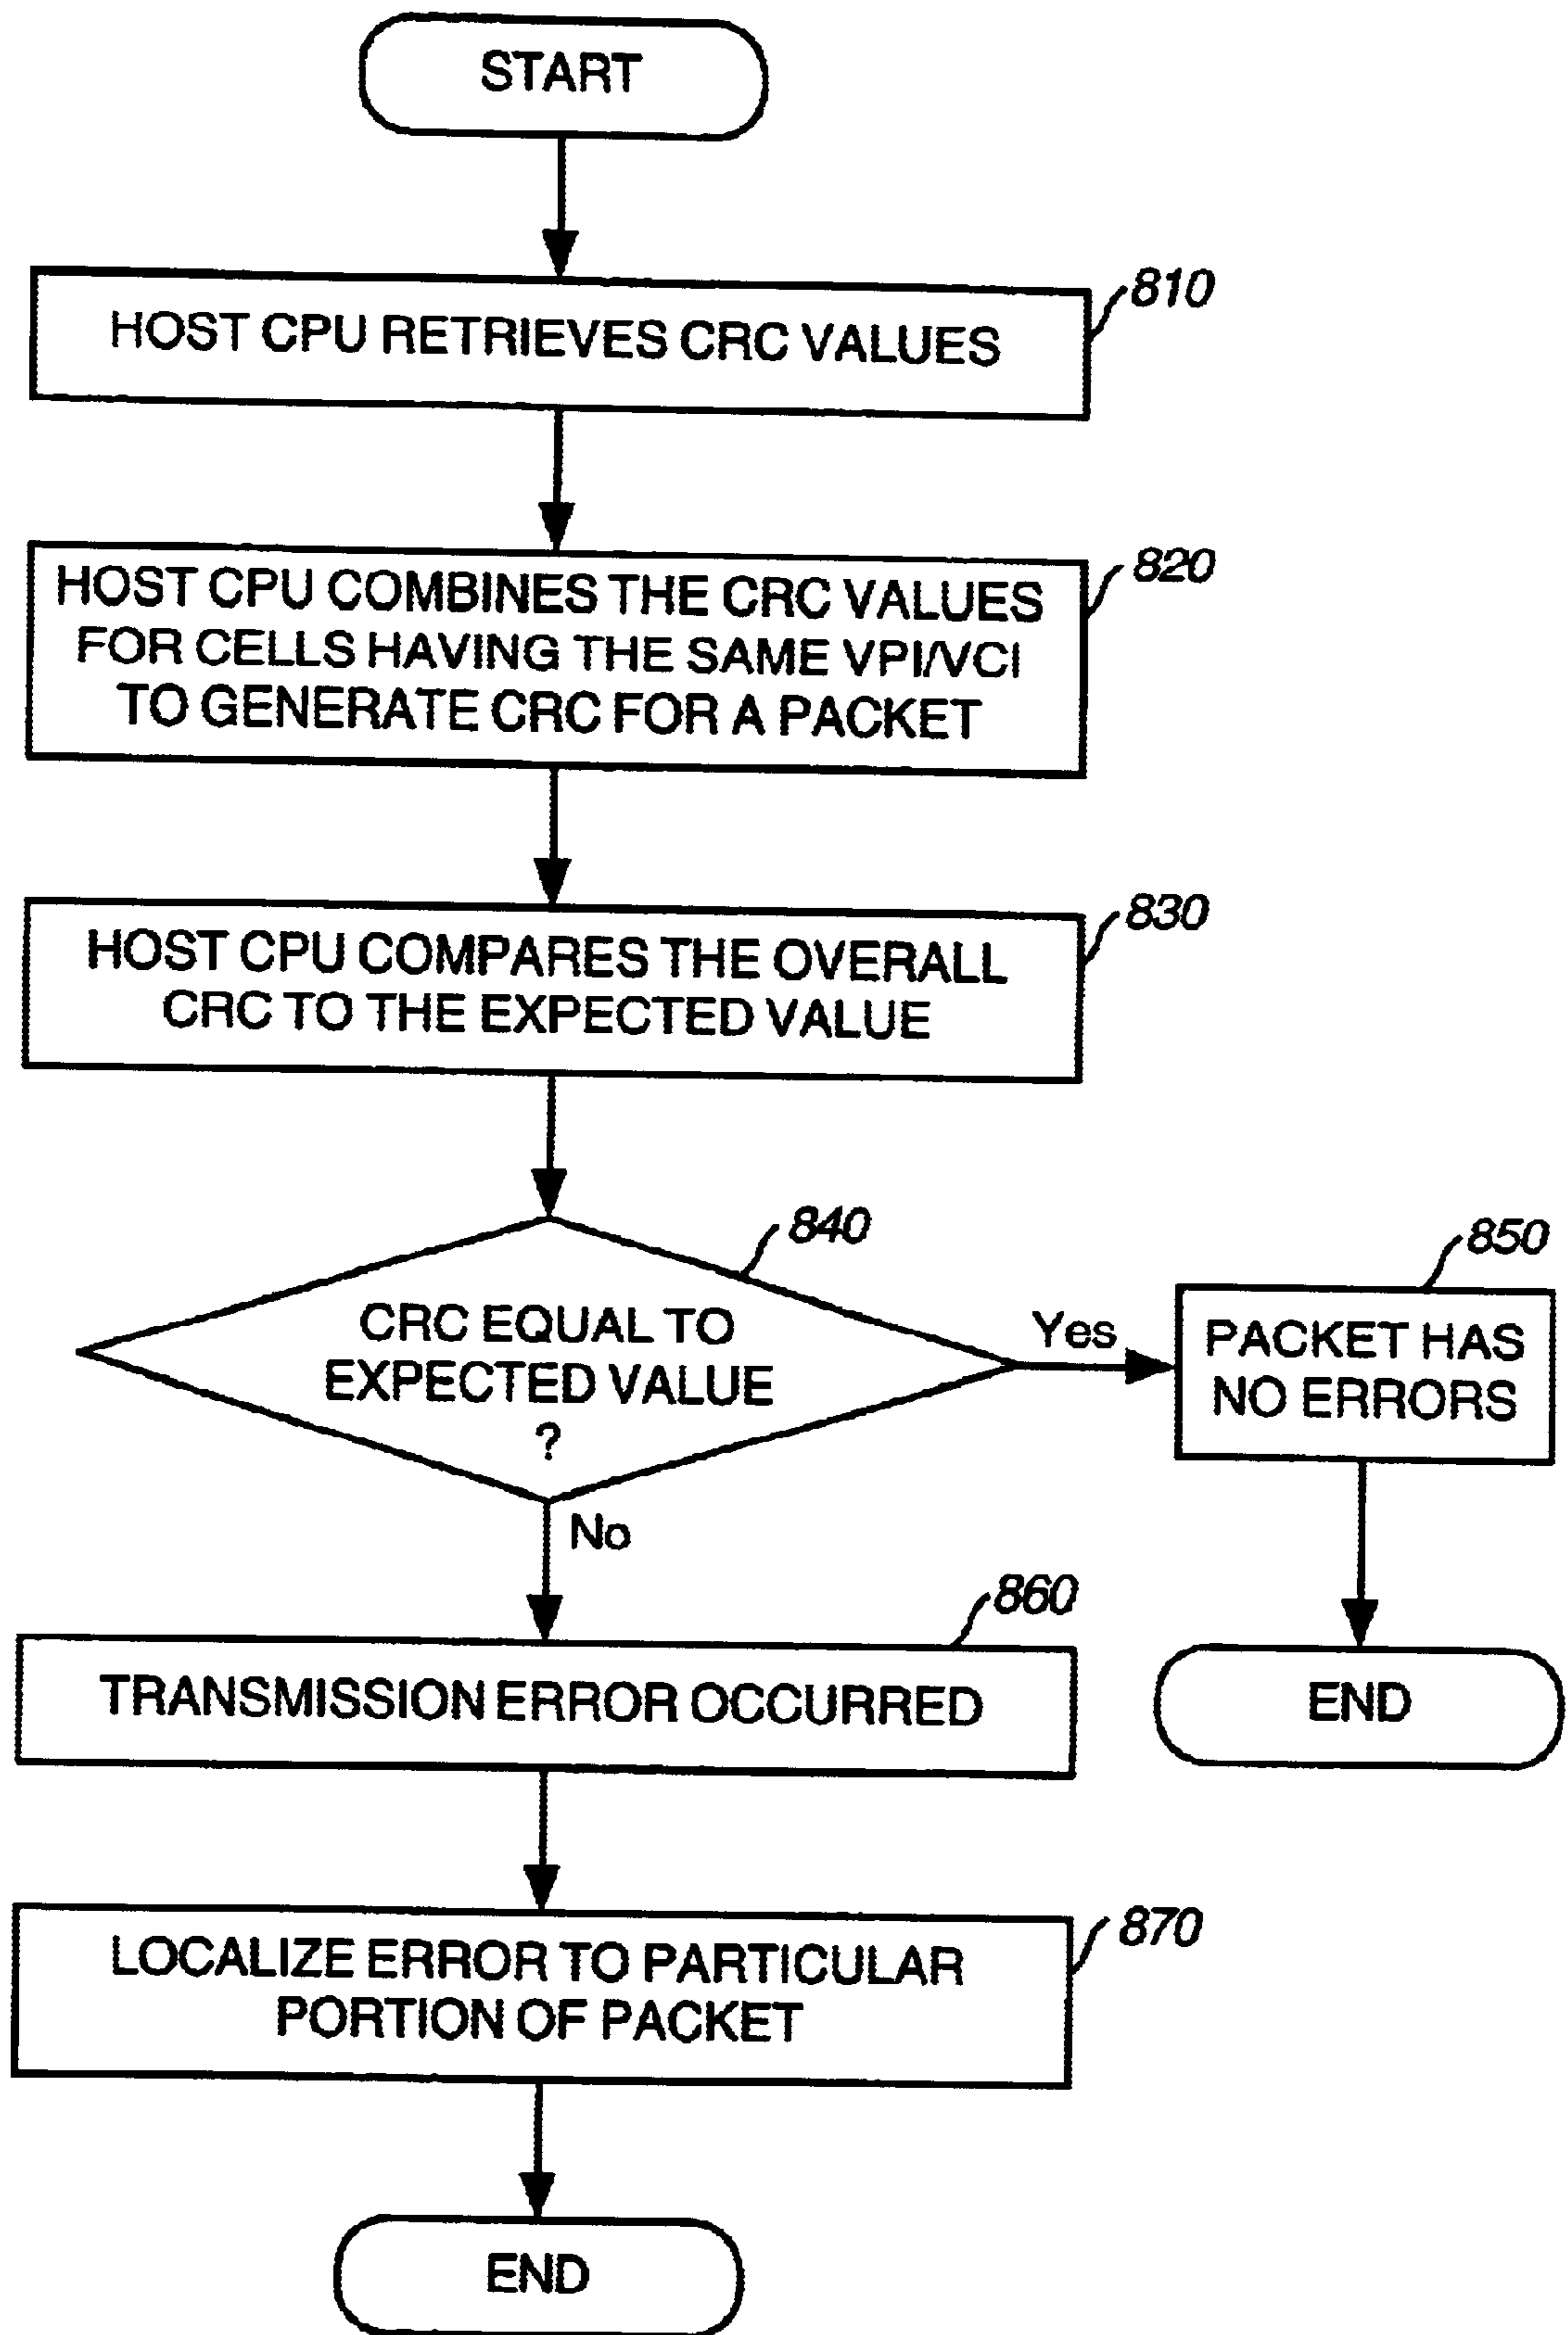 START
810
HOST CPU RETRIEVES CRC VALUES
820
HOST CPU COMBINES THE CRC VALUES
FOR CELLS HAVING THE SAME VPI/VCI
TO GENERATE CRC FOR A PACKET
830
HOST CPU COMPARES THE OVERALL
CRC TO THE EXPECTED VALUE
840
CRC EQUAL TO
EXPECTED VALUE
?
Yes
850
PACKET HAS
NO ERRORS
END
No
860
TRANSMISSION ERROR OCCURRED
870
LOCALIZE ERROR TO PARTICULAR
PORTION OF PACKET
END